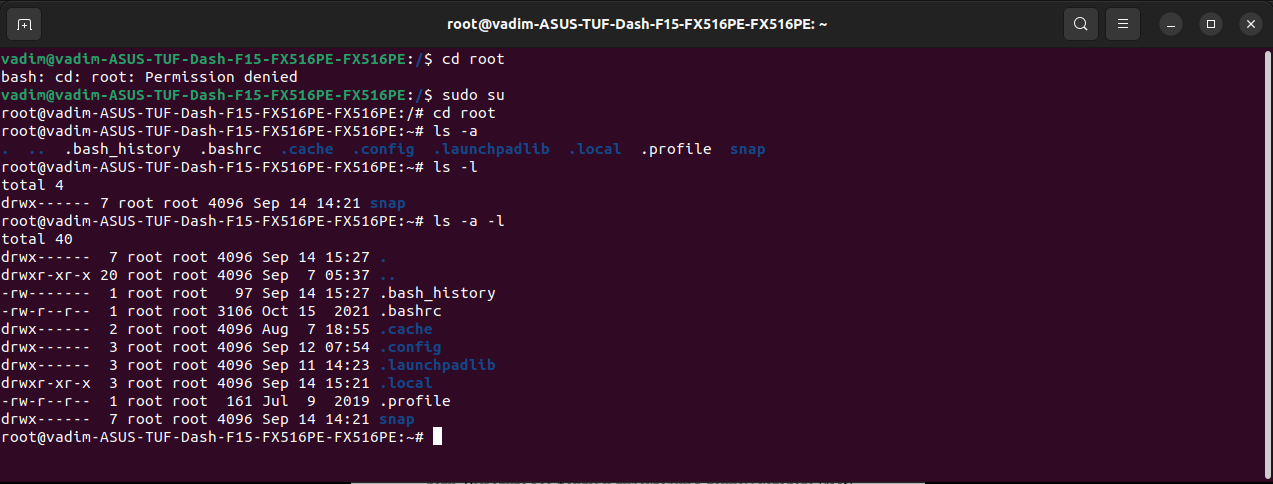 root@vadim-ASUS-TUF-Dash-F15-FX516PE-FX516PE: ~
vadim@vadim-ASUS-TUF-Dash-F15-FX516PE-FX516PE:/$ cd root
bash: cd: root: Permission denied
vadim@vadim-ASUS-TUF-Dash-F15-FX516PE-FX516PE:/$ sudo su
root@vadim-ASUS-TUF-Dash-F15-FX516PE-FX516PE:/# cd root
root@vadim-ASUS-TUF-Dash-F15-FX516PE-FX516PE:~# ls -a
.  ..  .bash_history  .bashrc  .cache  .config  .launchpadlib  .local  .profile  snap
root@vadim-ASUS-TUF-Dash-F15-FX516PE-FX516PE:~# ls -l
total 4
drwx------ 7 root root 4096 Sep 14 14:21 snap
root@vadim-ASUS-TUF-Dash-F15-FX516PE-FX516PE:~# ls -a -l
total 40
drwx------  7 root root 4096 Sep 14 15:27 .
drwxr-xr-x 20 root root 4096 Sep  7 05:37 ..
-rw-------  1 root root   97 Sep 14 15:27 .bash_history
-rw-r--r--  1 root root 3106 Oct 15  2021 .bashrc
drwx------  2 root root 4096 Aug  7 18:55 .cache
drwx------  3 root root 4096 Sep 12 07:54 .config
drwx------  3 root root 4096 Sep 11 14:23 .launchpadlib
drwxr-xr-x  3 root root 4096 Sep 14 15:21 .local
-rw-r--r--  1 root root  161 Jul  9  2019 .profile
drwx------  7 root root 4096 Sep 14 14:21 snap
root@vadim-ASUS-TUF-Dash-F15-FX516PE-FX516PE:~#